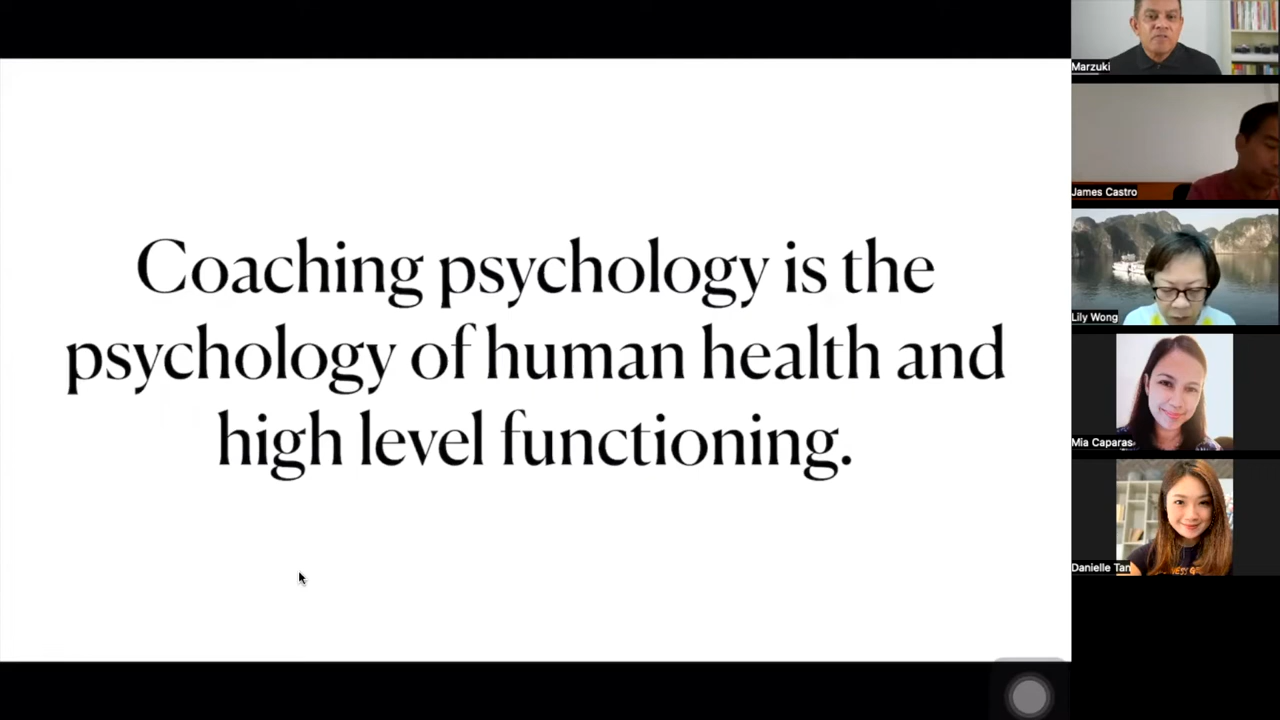 Coaching psychology is the
psychology of human health and
high level functioning.
Marzuki
James Castro
Lily Wong
Mia Caparas
Danielle Tan